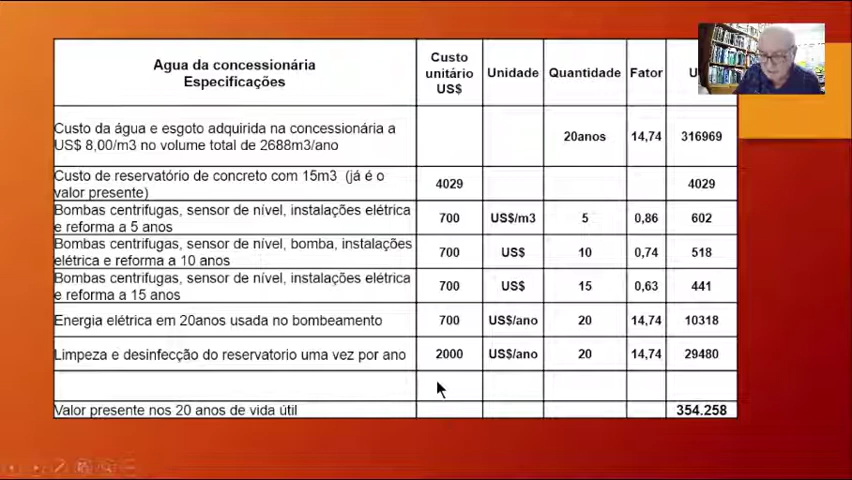 Agua da concessionária
Especificações
Custo
unitário
US$
Unidade
Quantidade
Fator
U
Custo da água e esgoto adquirida na concessionária a
US$ 8,00/m3 no volume total de 2688m3/ano
20anos
14,74
316969
Custo de reservatório de concreto com 15m3 (já é o
valor presente)
4029
4029
Bombas centrifugas, sensor de nível, instalações elétrica
e reforma a 5 anos
700
US$/m3
5
0,86
602
Bombas centrifugas, sensor de nível, bomba, instalações
elétrica e reforma a 10 anos
700
US$
10
0,74
518
Bombas centrifugas, sensor de nível, instalações elétrica
e reforma a 15 anos
700
US$
15
0,63
441
Energia elétrica em 20anos usada no bombeamento
700
US$/ano
20
14,74
10318
Limpeza e desinfecção do reservatorio uma vez por ano
2000
US$/ano
20
14,74
29480
Valor presente nos 20 anos de vida útil
354.258